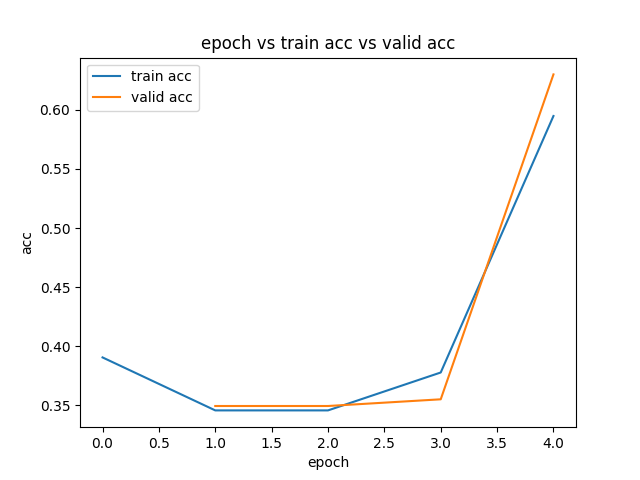 epoch vs train acc vs valid acc
train acc
valid acc
0.60
0.55
0.50
0.45
0.40
0.35
acc
0.0 0.5 1.0 1.5 2.0 2.5 3.0 3.5 4.0
epoch